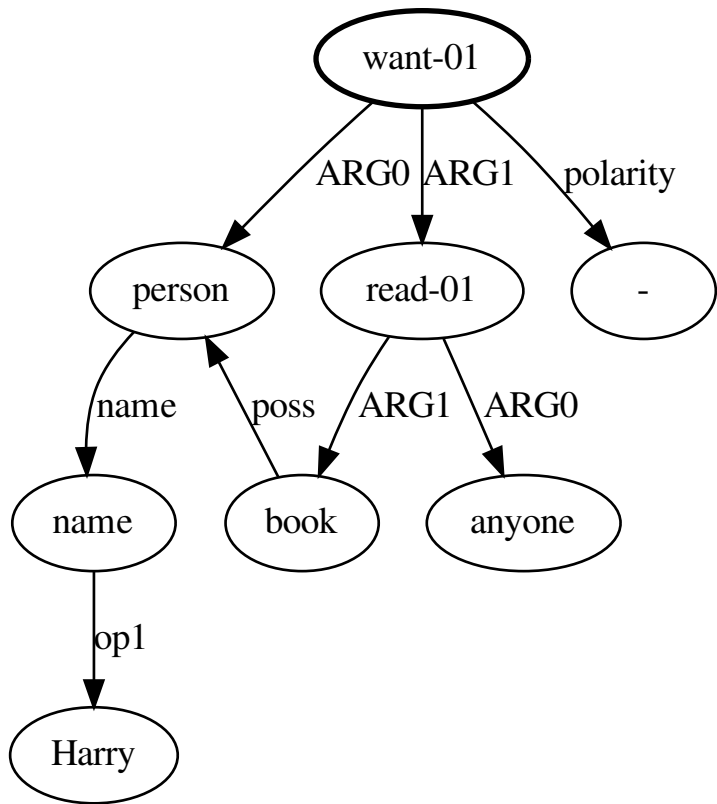 want-01
ARG0 ARG1 polarity
person read-01 -
name poss ARG1 ARG0
name book anyone
op1
Harry